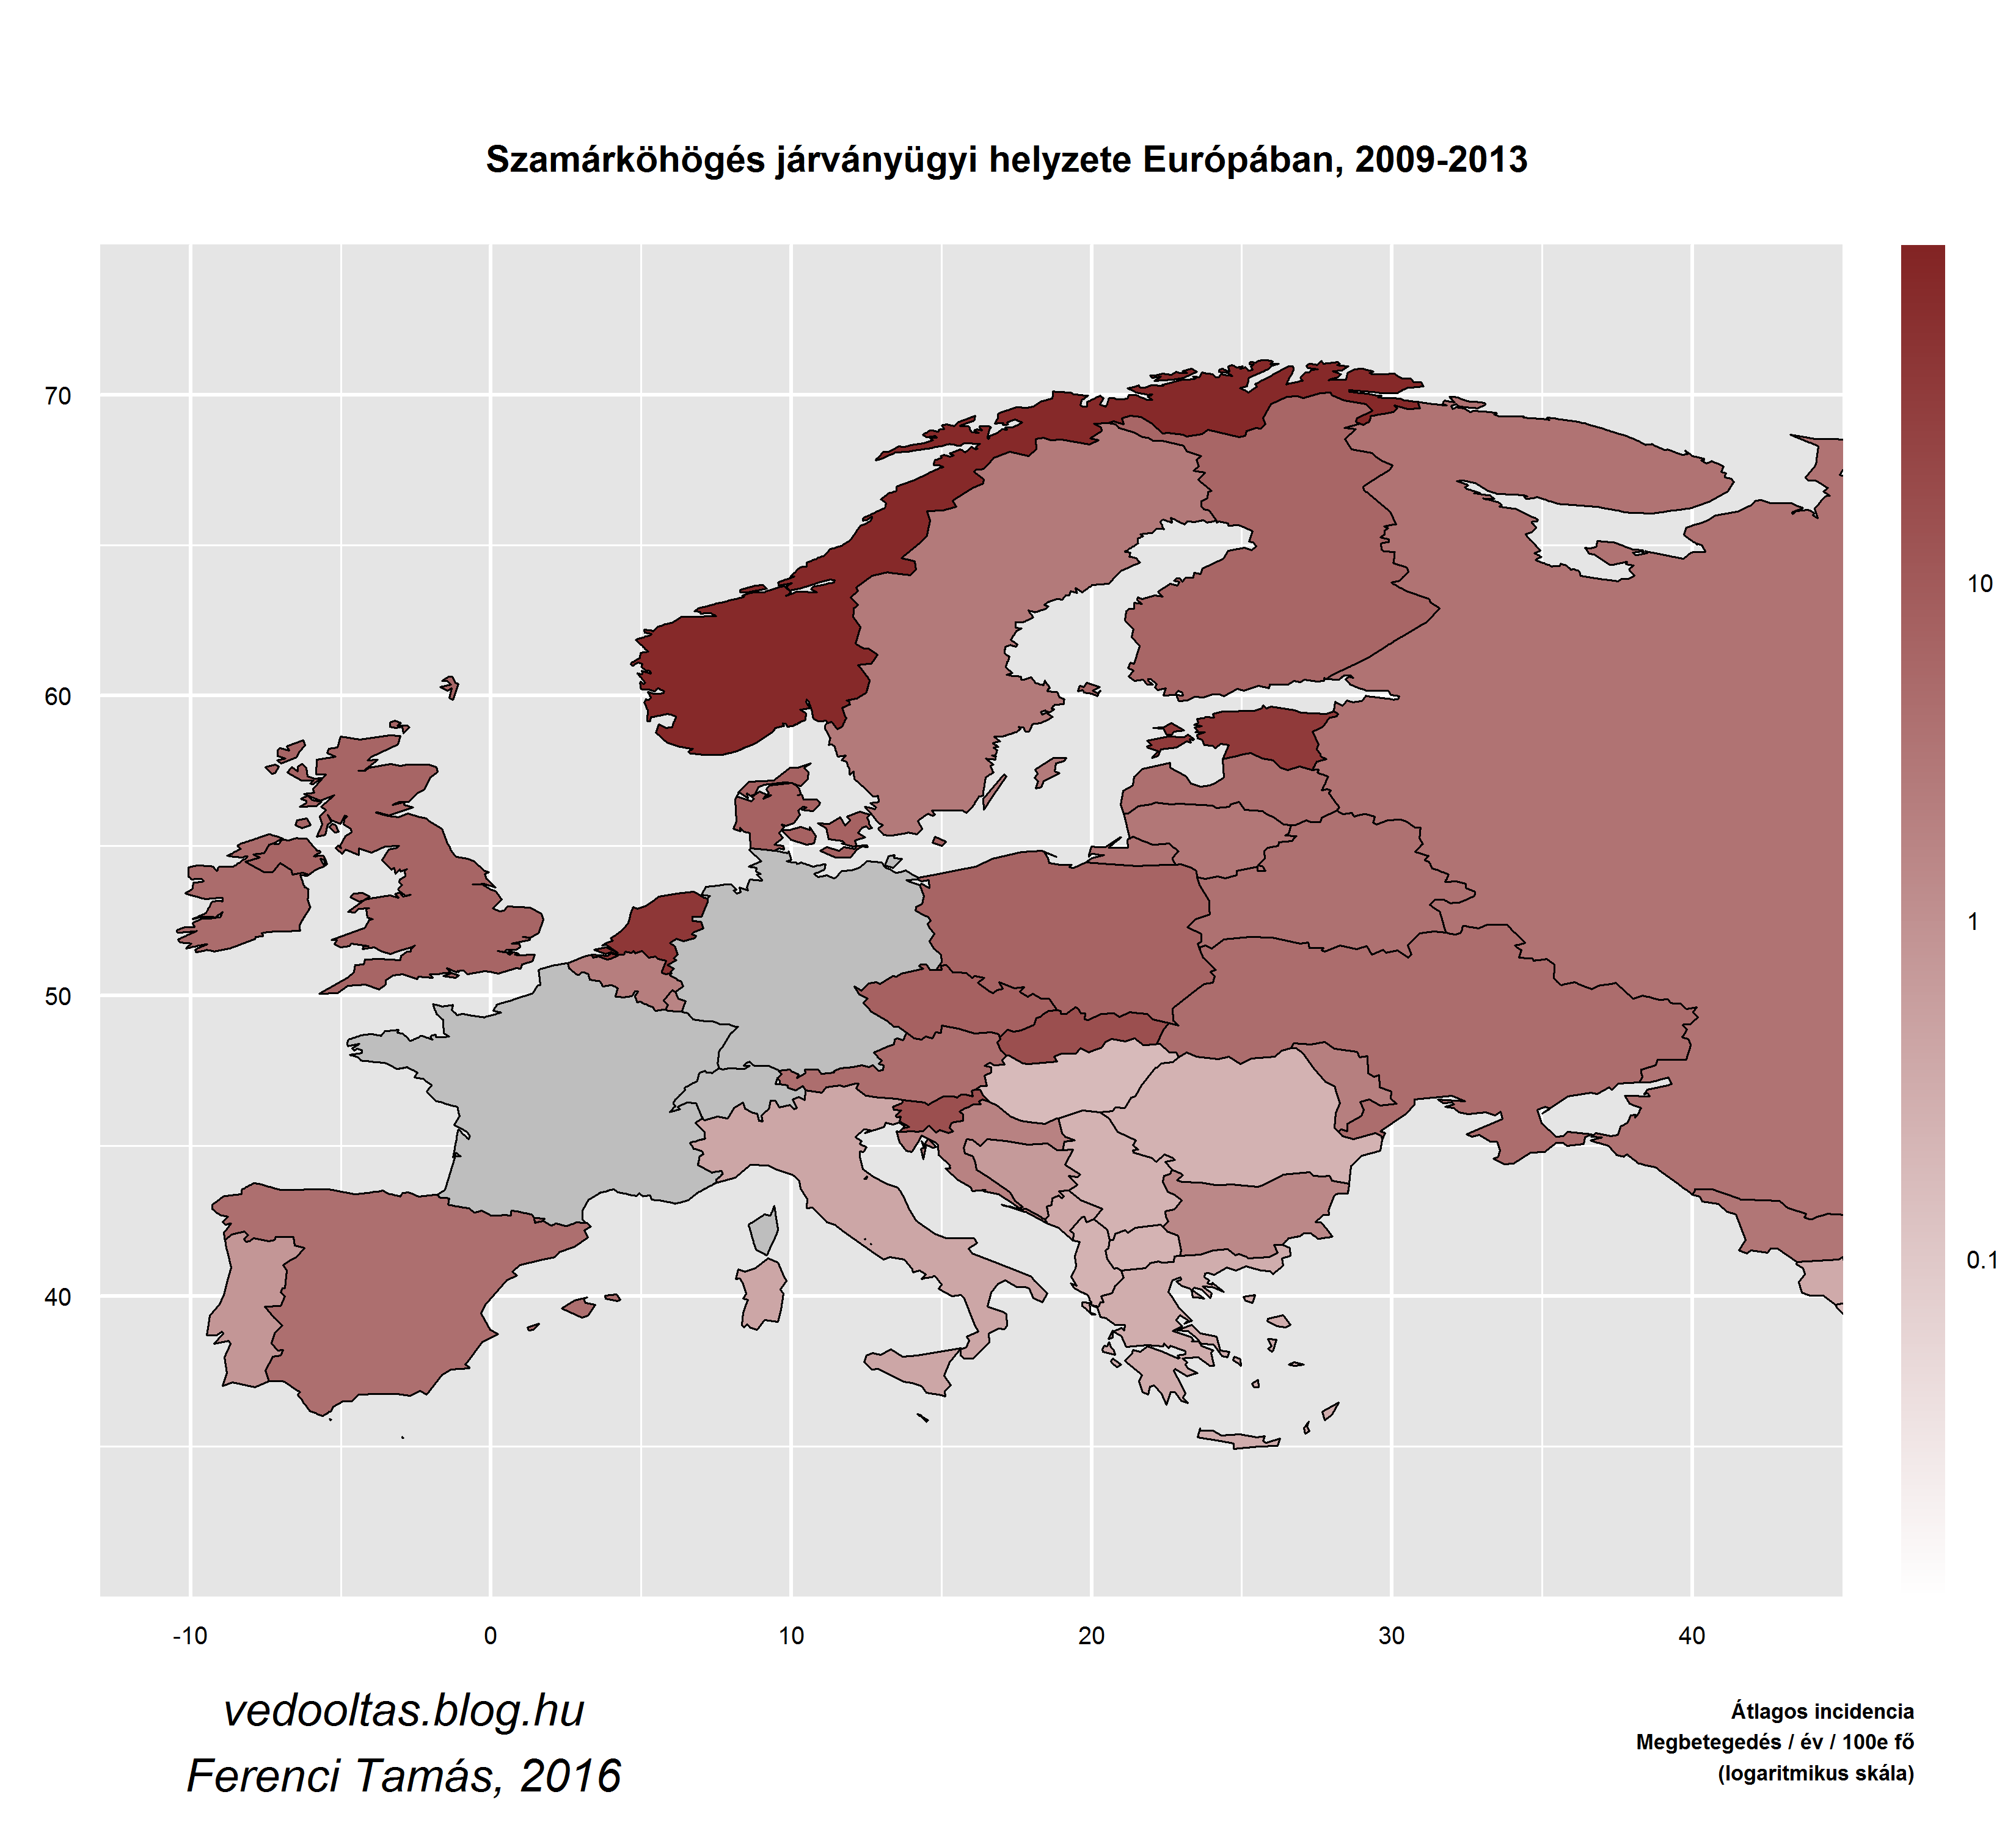 Szamárköhögés járványügyi helyzete Európában, 2009-2013
70
60
50
40
-10 0 10 20 30 40
10
1
0.1
vedooltas.blog.hu
Ferenci Tamás, 2016
Átlagos incidencia
Megbetegedés / év / 100e fő
(logaritmikus skála)